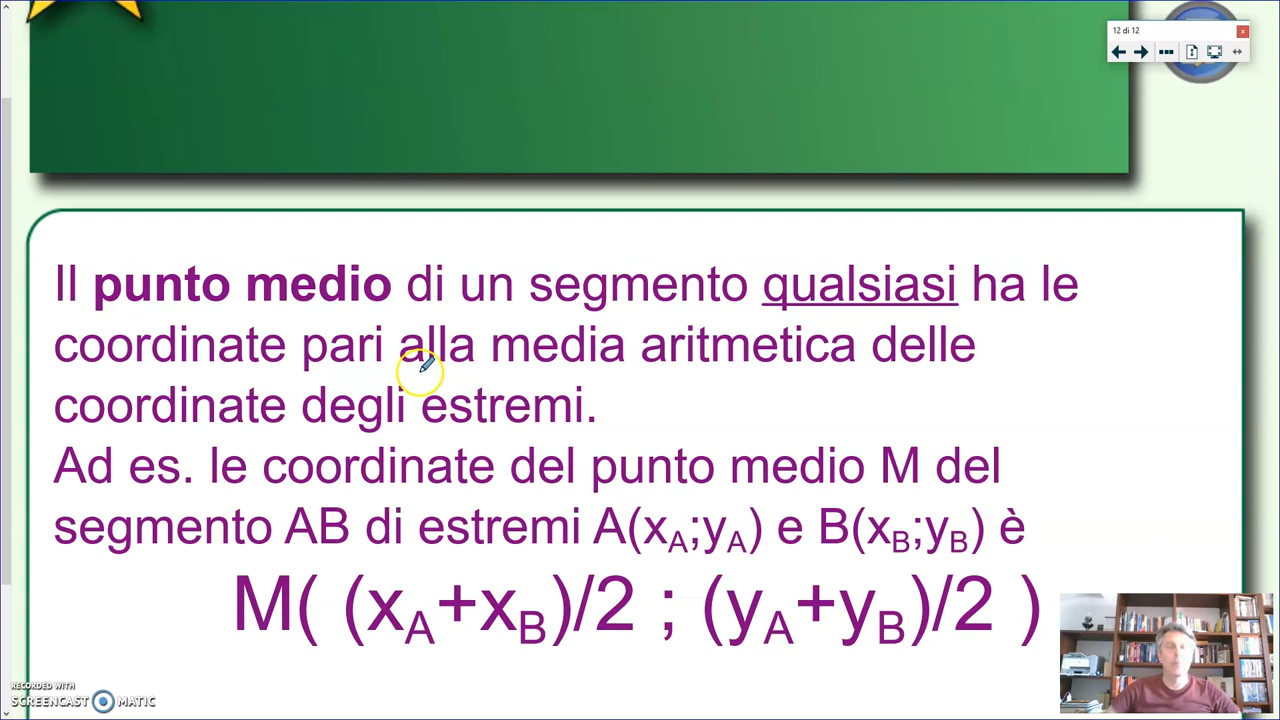 12 di 12
Il punto medio di un segmento qualsiasi ha le
coordinate pari alla media aritmetica delle
coordinate degli estremi.
Ad es. le coordinate del punto medio M del
segmento AB di estremi A(xA;yA) e B(xB;yB) è
M( (xA+xB)/2 ; (yA+yB)/2 )
RECORDED WITH
SCREENCAST MATIC